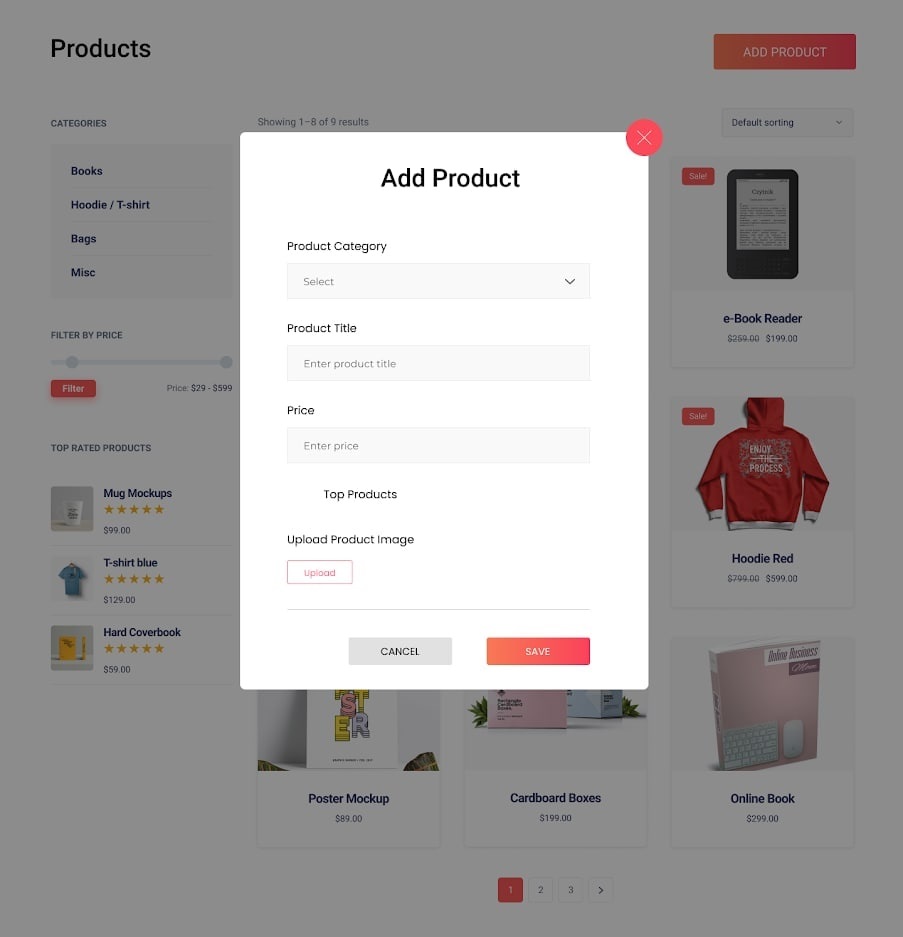 Products
ADD PRODUCT
CATEGORIES
Books
Hoodie / T-shirt
Bags
Misc
FILTER BY PRICE
Filter
Price: $29 - $599
TOP RATED PRODUCTS
Mug Mockups
$99.00
T-shirt blue
$129.00
Hard Coverbook
$59.00
Showing 1–8 of 9 results
Default sorting
Add Product
Product Category
Select
Product Title
Enter product title
Price
Enter price
Top Products
Upload Product Image
Upload
CANCEL
SAVE
Sale!
e-Book Reader
$259.00 $199.00
Sale!
ENJOY
THE
PROCESS
Hoodie Red
$799.00 $599.00
STER
Poster Mockup
$89.00
Rectangle
Cardboard
Boxes.
Cardboard Boxes
$199.00
Online Business
Online Book
$299.00
1 2 3